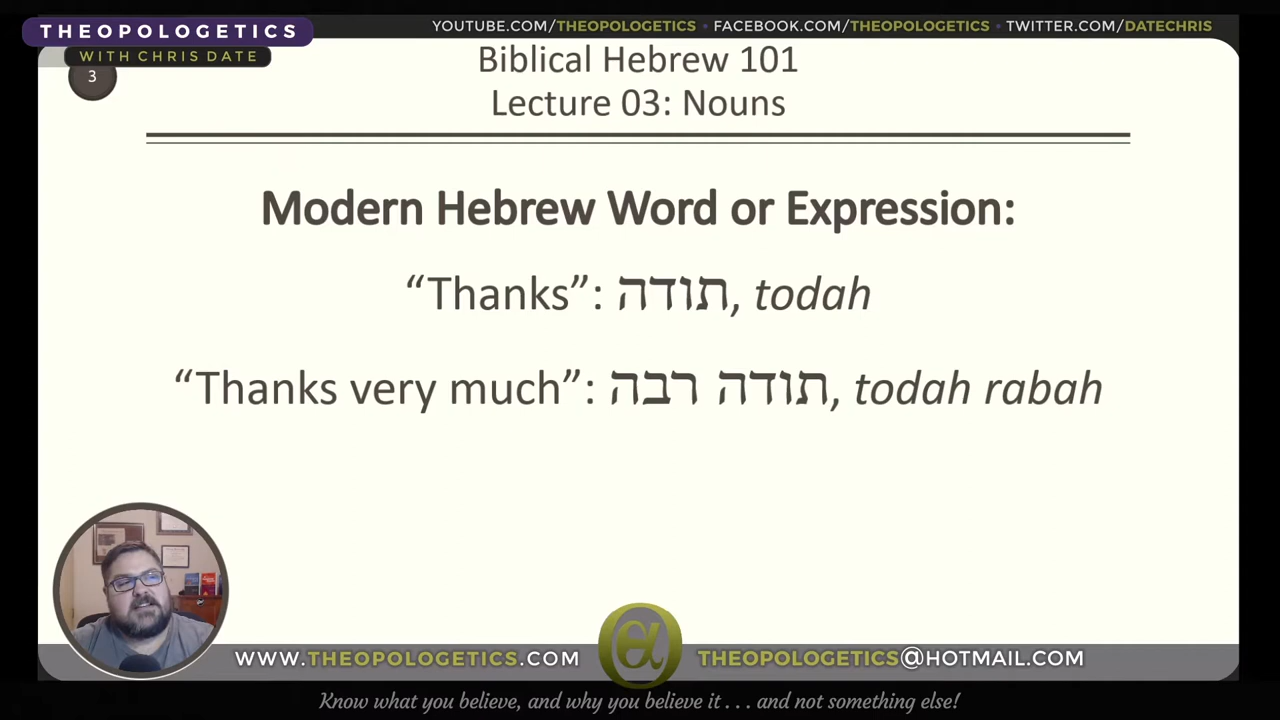 THEOPOLOGETICS
WITH CHRIS DATE
YOUTUBE.COM/THEOPOLOGETICS • FACEBOOK.COM/THEOPOLOGETICS • TWITTER.COM/DATECHRIS
3
Biblical Hebrew 101
Lecture 03: Nouns
Modern Hebrew Word or Expression:
“Thanks”: תודה, todah
“Thanks very much”: תודה רבה, todah rabah
WWW.THEOPOLOGETICS.COM
THEOPOLOGETICS@HOTMAIL.COM
Know what you believe, and why you believe it . . . and not something else!